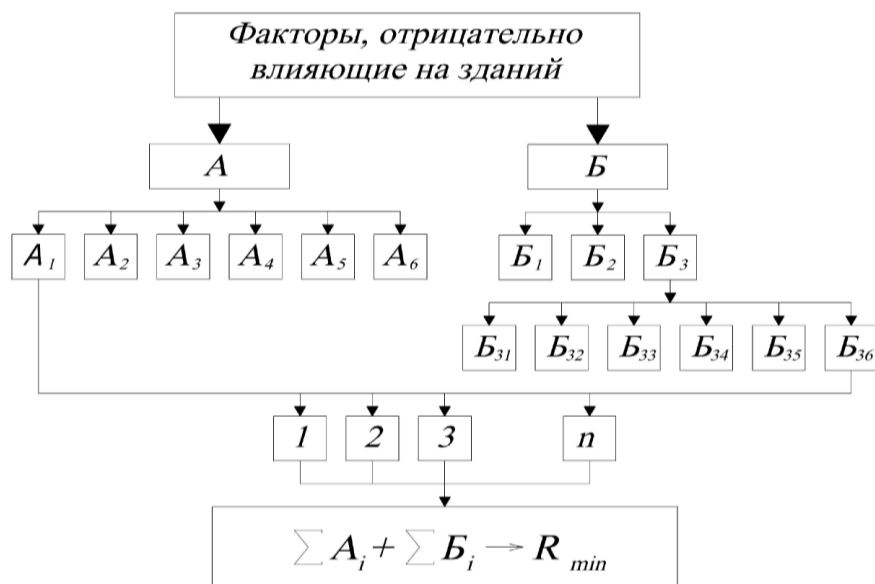 Факторы, отрицательно
влияющие на зданий
А Б
А₁ А₂ А₃ А₄ А₅ А₆ Б₁ Б₂ Б₃
Б₃₁ Б₃₂ Б₃₃ Б₃₄ Б₃₅ Б₃₆
1 2 3 n
∑ Аᵢ + ∑ Бᵢ → R min